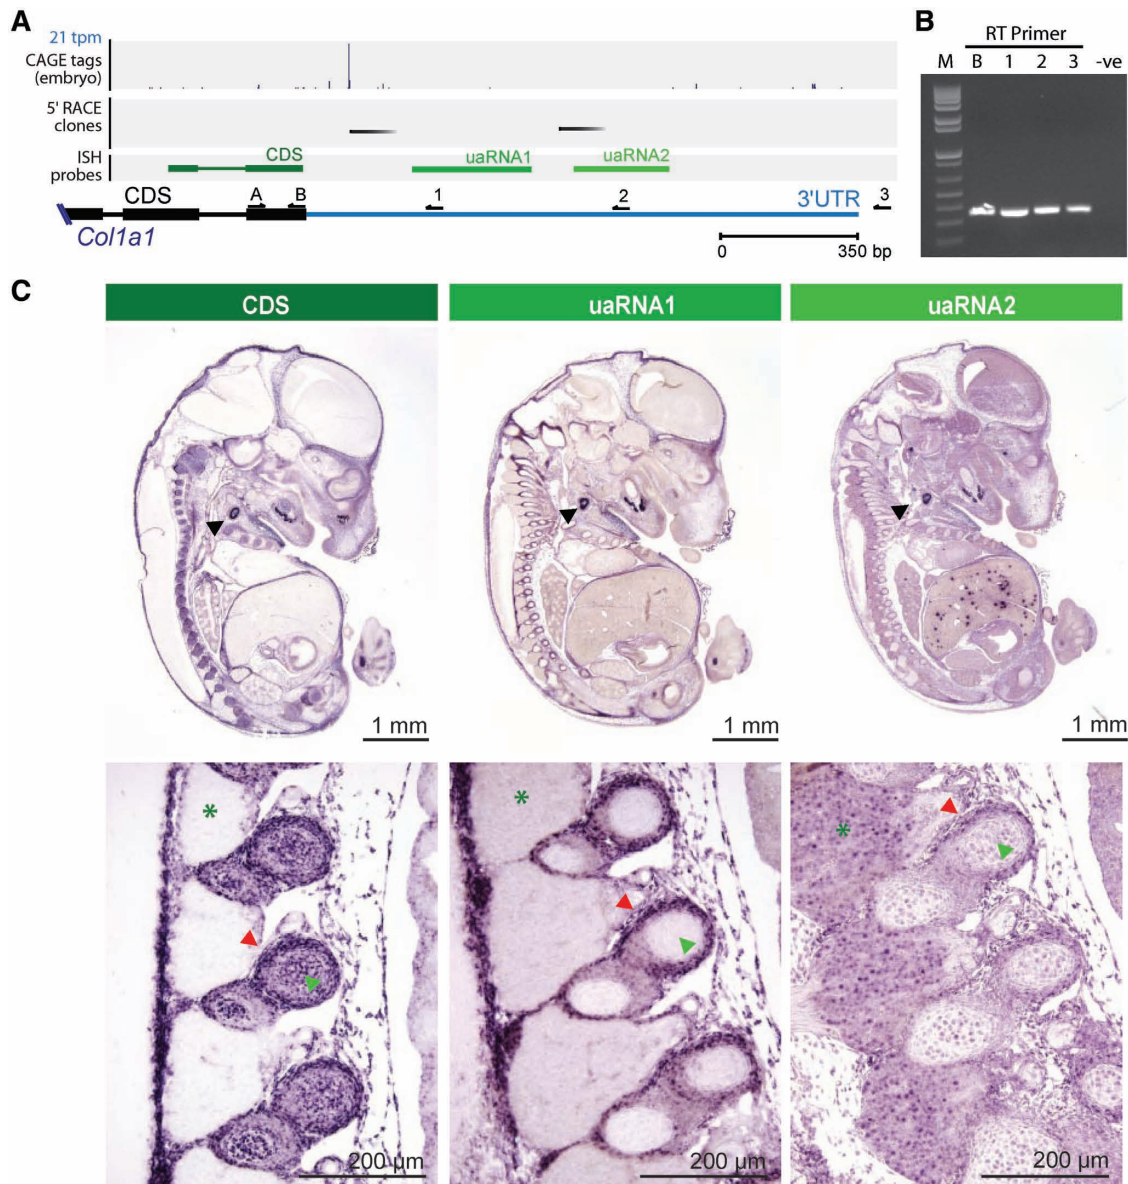 A
21 tpm
CAGE tags
(embryo)
5' RACE
clones
ISH
probes
CDS
uaRNA1
uaRNA2
CDS
A
B
1
2
3'UTR
3
Col1a1
0
350 bp
B
RT Primer
M B 1 2 3 -ve
C
CDS
uaRNA1
uaRNA2
1 mm
1 mm
1 mm
*
*
*
200 µm
200 µm
200 µm